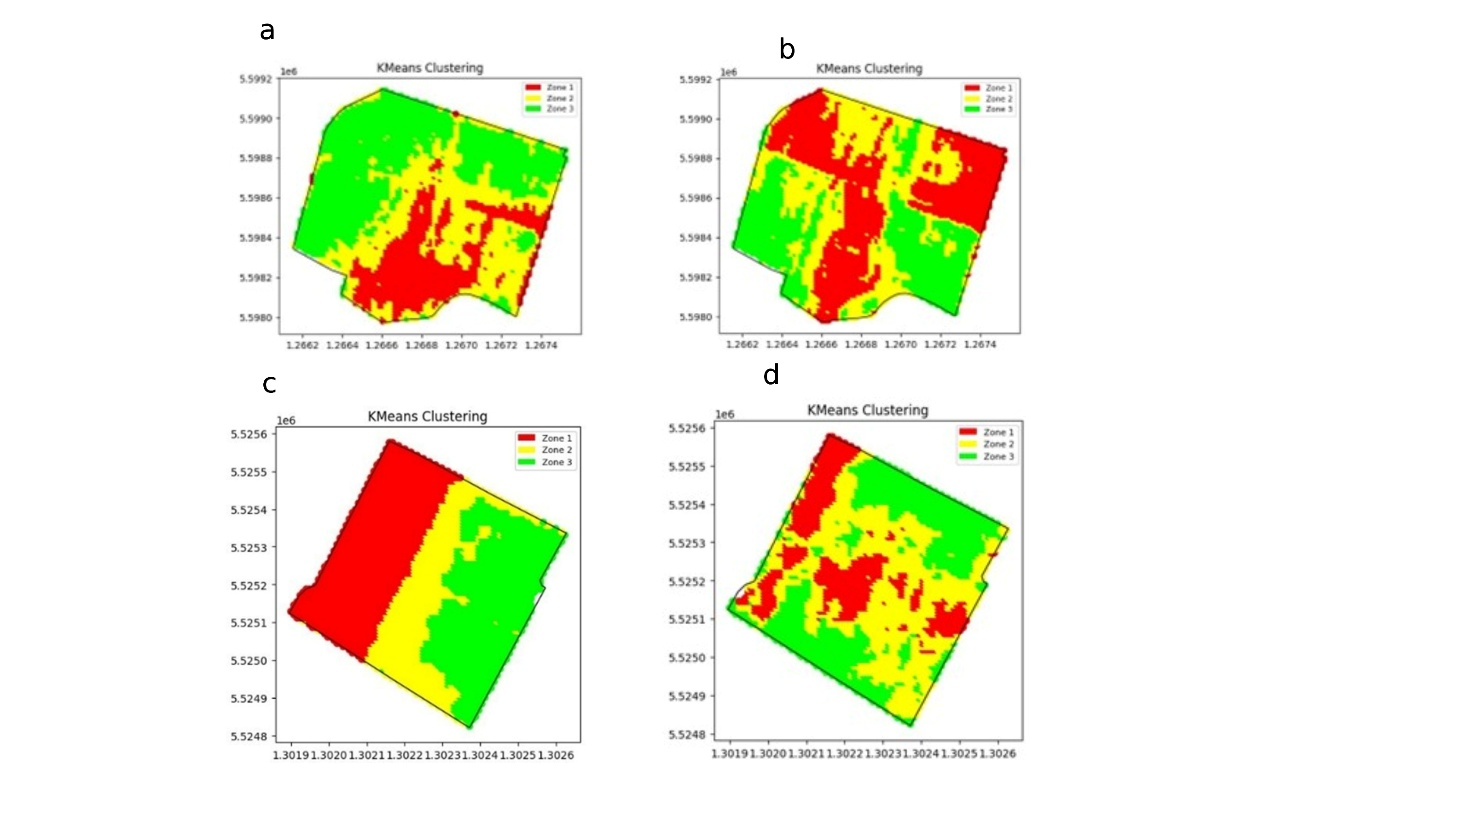 a
KMeans Clustering
1e6
Zone 1
Zone 2
Zone 3
5.5992
5.5990
5.5988
5.5986
5.5984
5.5982
5.5980
1.2662 1.2664 1.2666 1.2668 1.2670 1.2672 1.2674
b
KMeans Clustering
1e6
Zone 1
Zone 2
Zone 3
5.5992
5.5990
5.5988
5.5986
5.5984
5.5982
5.5980
1.2662 1.2664 1.2666 1.2668 1.2670 1.2672 1.2674
c
KMeans Clustering
1e6
Zone 1
Zone 2
Zone 3
5.5256
5.5255
5.5254
5.5253
5.5252
5.5251
5.5250
5.5249
5.5248
1.3019 1.3020 1.3021 1.3022 1.3023 1.3024 1.3025 1.3026
d
KMeans Clustering
1e6
Zone 1
Zone 2
Zone 3
5.5256
5.5255
5.5254
5.5253
5.5252
5.5251
5.5250
5.5249
5.5248
1.3019 1.3020 1.3021 1.3022 1.3023 1.3024 1.3025 1.3026